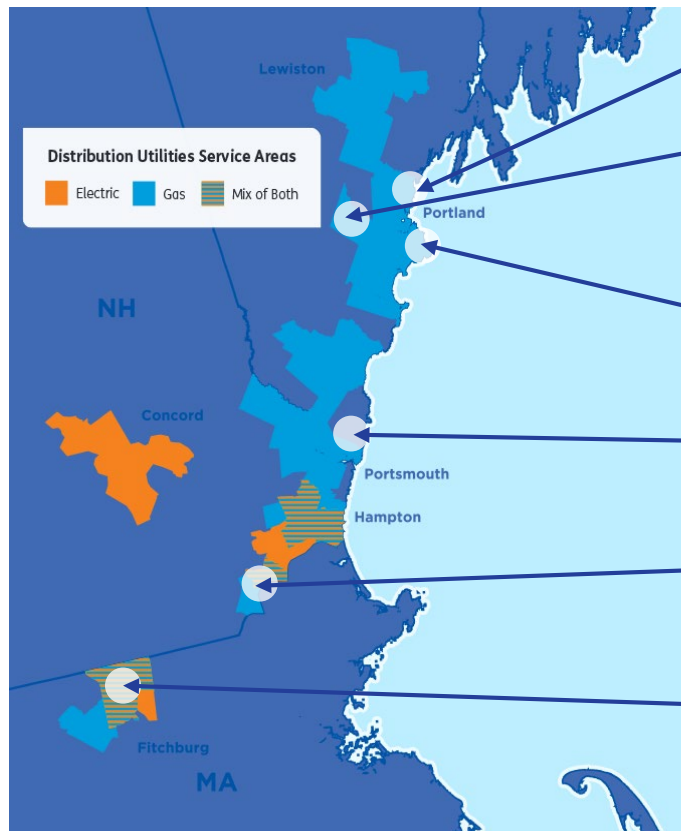 Lewiston
Distribution Utilities Service Areas
Electric Gas Mix of Both
Portland
NH
Concord
Portsmouth
Hampton
Fitchburg
MA